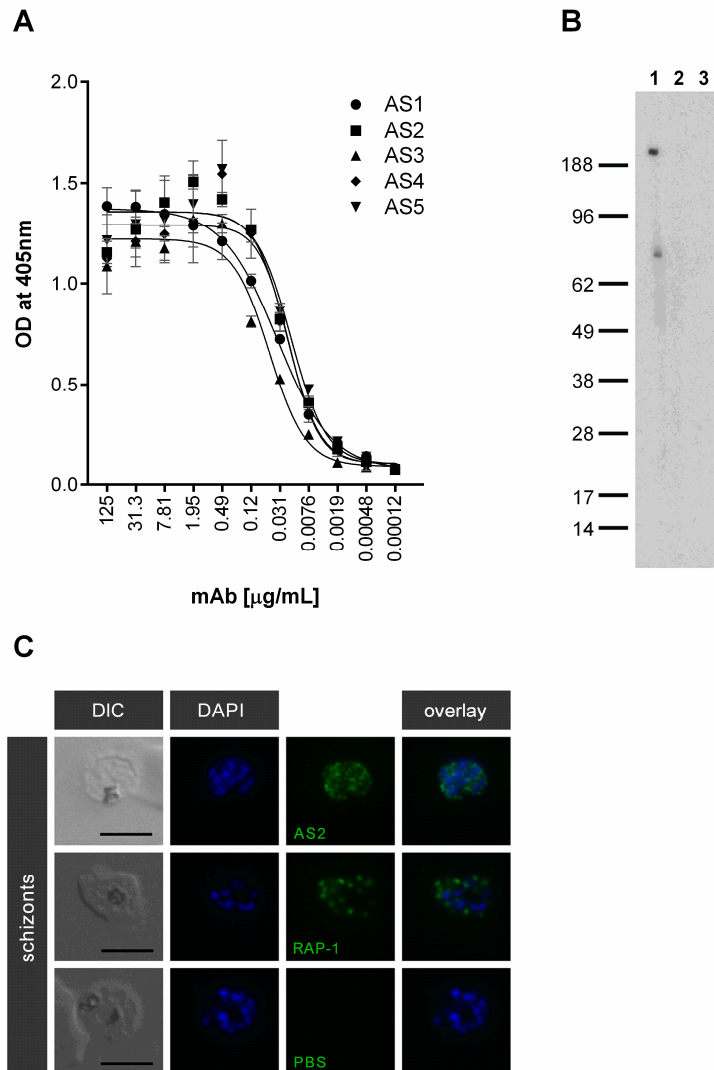 A
B
2.0
1.5
1.0
0.5
0.0
OD at 405nm
AS1
AS2
AS3
AS4
AS5
125
31.3
7.81
1.95
0.49
0.12
0.031
0.0076
0.0019
0.00048
0.00012
mAb [µg/mL]
1 2 3
188
96
62
49
38
28
17
14
C
DIC
DAPI
overlay
schizonts
AS2
RAP-1
PBS